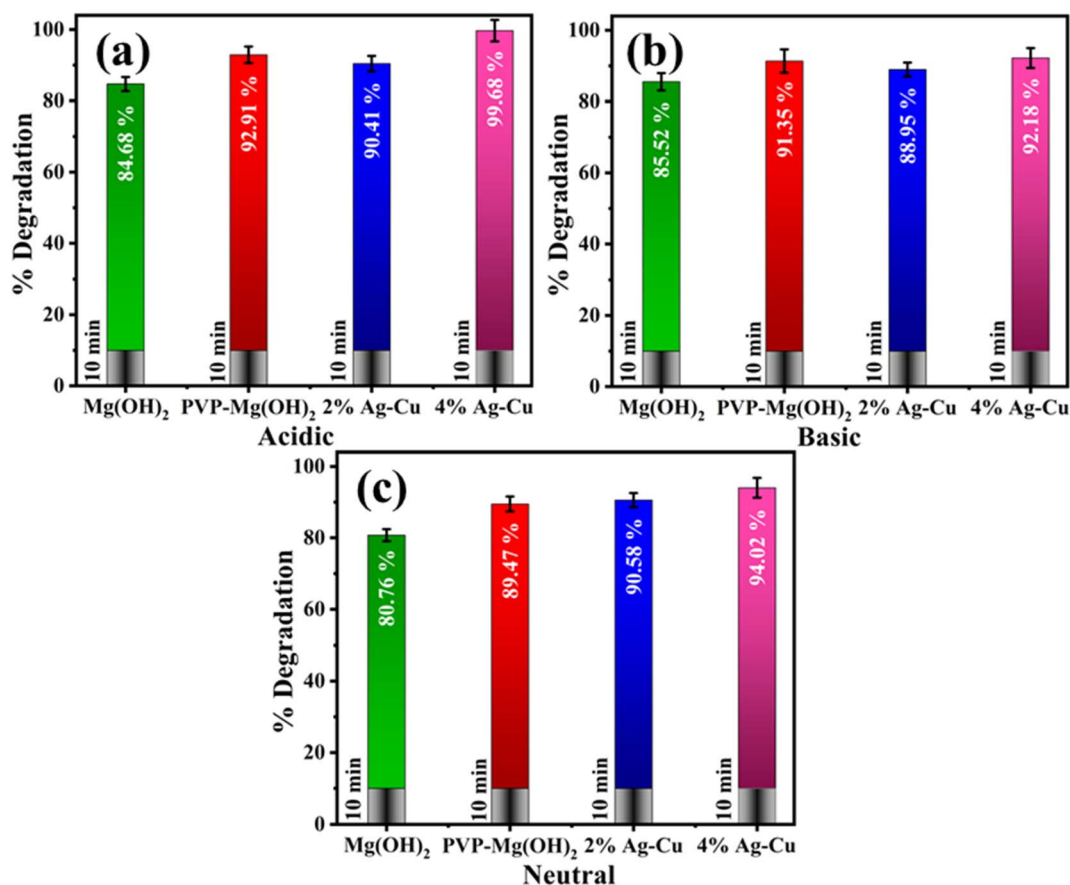 (a)
% Degradation
100
80
60
40
20
0
84.68 %
92.91 %
90.41 %
99.68 %
10 min
10 min
10 min
10 min
Mg(OH)₂ PVP-Mg(OH)₂ 2% Ag-Cu 4% Ag-Cu
Acidic
(b)
% Degradation
100
80
60
40
20
0
85.52 %
91.35 %
88.95 %
92.18 %
10 min
10 min
10 min
10 min
Mg(OH)₂ PVP-Mg(OH)₂ 2% Ag-Cu 4% Ag-Cu
Basic
(c)
% Degradation
100
80
60
40
20
0
80.76 %
89.47 %
90.58 %
94.02 %
10 min
10 min
10 min
10 min
Mg(OH)₂ PVP-Mg(OH)₂ 2% Ag-Cu 4% Ag-Cu
Neutral